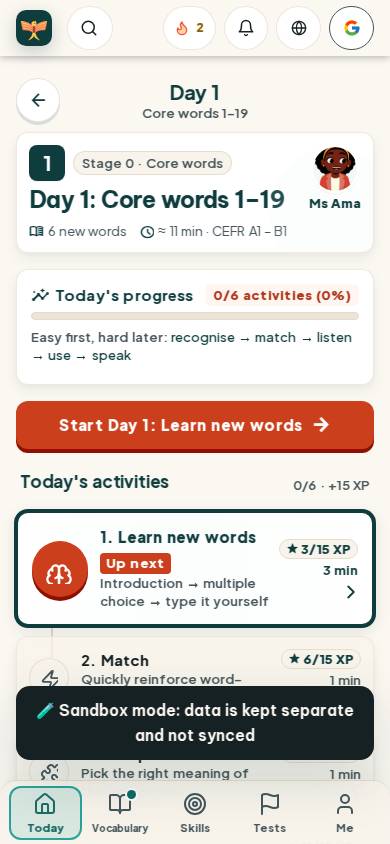 2
Day 1
Core words 1–19
1
Stage 0 · Core words
Day 1: Core words 1–19
Ms Ama
6 new words
≈ 11 min · CEFR A1 – B1
Today's progress
0/6 activities (0%)
Easy first, hard later: recognise → match → listen
→ use → speak
Start Day 1: Learn new words →
Today's activities
0/6 · +15 XP
1. Learn new words
★ 3/15 XP
Up next
3 min
Introduction → multiple
choice → type it yourself
2. Match
★ 6/15 XP
Quickly reinforce word–
1 min
🧪 Sandbox mode: data is kept separate
and not synced
Pick the right meaning of
1 min
Today
Vocabulary
Skills
Tests
Me